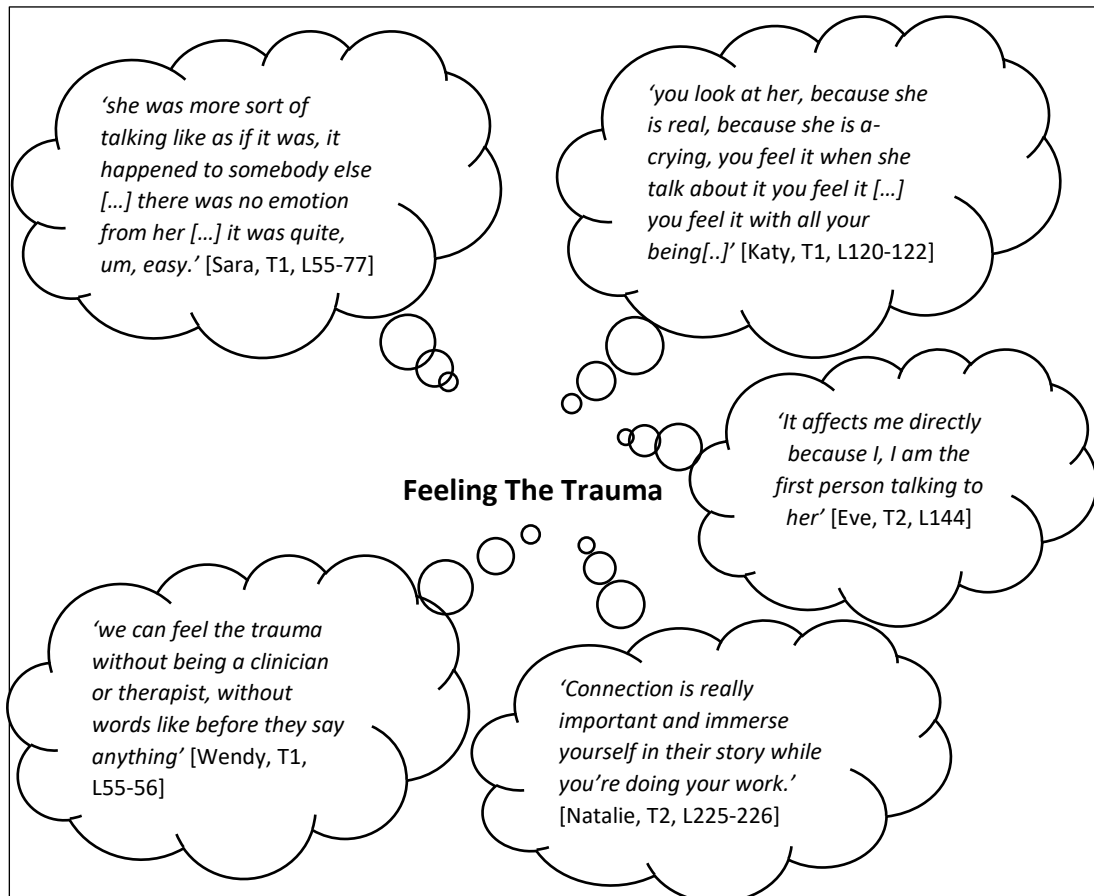 ‘she was more sort of
talking like as if it was, it
happened to somebody else
[…] there was no emotion
from her […] it was quite,
um, easy.’ [Sara, T1, L55-77]
‘you look at her, because she
is real, because she is a-
crying, you feel it when she
talk about it you feel it […]
you feel it with all your
being[..]’ [Katy, T1, L120-122]
‘It affects me directly
because I, I am the
first person talking to
her’ [Eve, T2, L144]
Feeling The Trauma
‘we can feel the trauma
without being a clinician
or therapist, without
words like before they say
anything’ [Wendy, T1,
L55-56]
‘Connection is really
important and immerse
yourself in their story while
you’re doing your work.’
[Natalie, T2, L225-226]